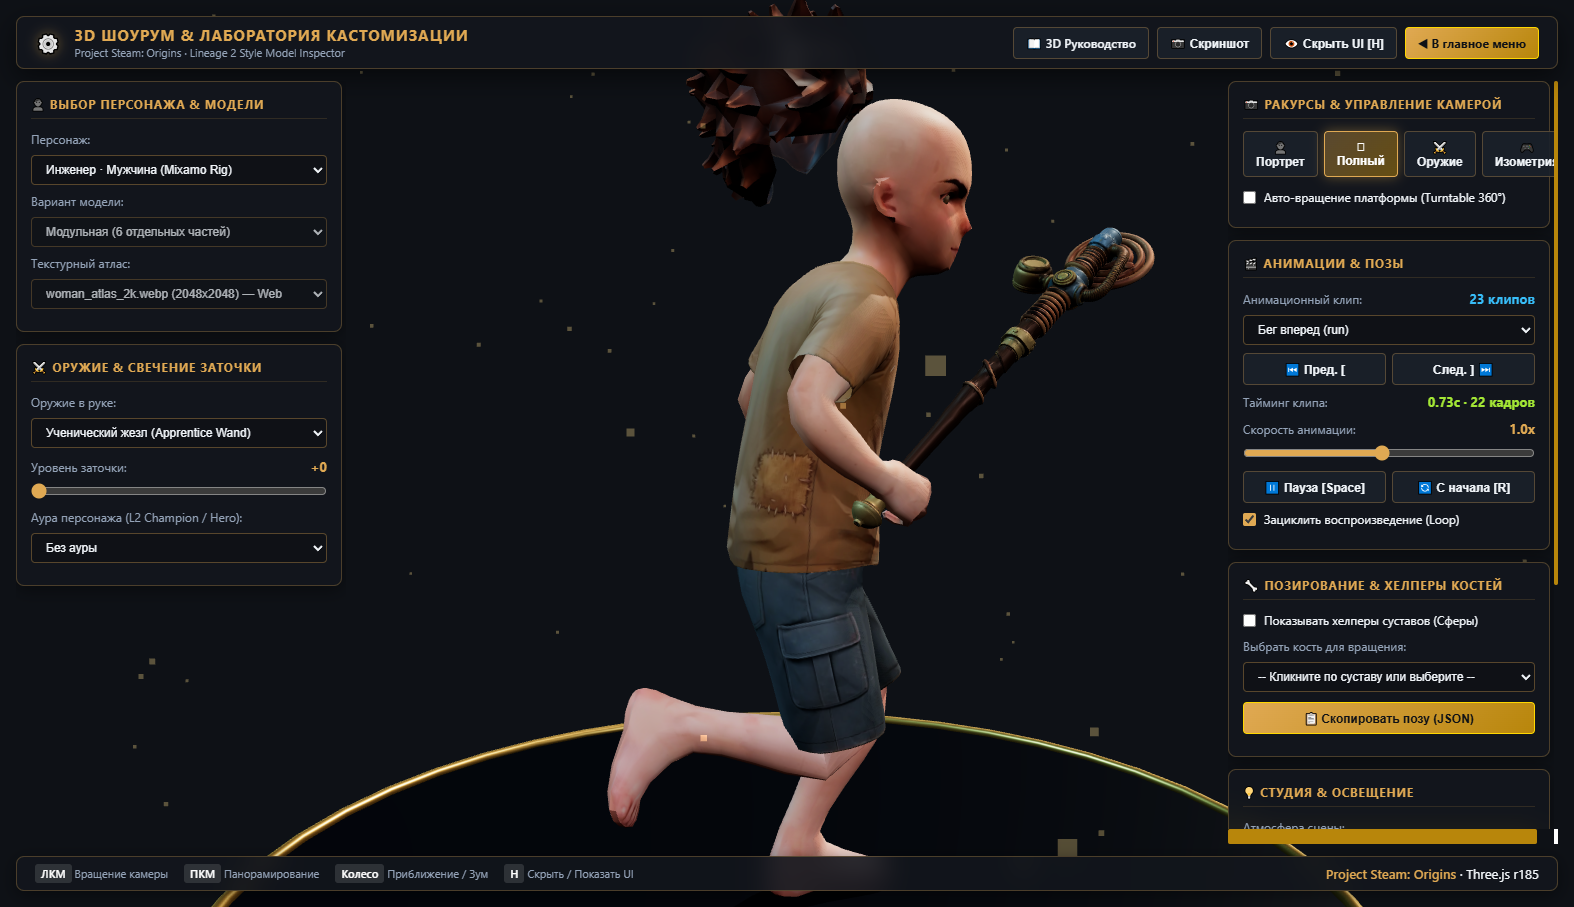 3D ШОУРУМ & ЛАБОРАТОРИЯ КАСТОМИЗАЦИИ
Project Steam: Origins · Lineage 2 Style Model Inspector
3D Руководство
Скриншот
Скрыть UI [H]
◀ В главное меню
ВЫБОР ПЕРСОНАЖА & МОДЕЛИ
Персонаж:
Инженер - Мужчина (Mixamo Rig)
Вариант модели:
Модульная (6 отдельных частей)
Текстурный атлас:
woman_atlas_2k.webp (2048x2048) — Web
ОРУЖИЕ & СВЕЧЕНИЕ ЗАТОЧКИ
Оружие в руке:
Ученический жезл (Apprentice Wand)
Уровень заточки:
+0
Аура персонажа (L2 Champion / Hero):
Без ауры
РАКУРСЫ & УПРАВЛЕНИЕ КАМЕРОЙ
Портрет
Полный
Оружие
Изометрия
Авто-вращение платформы (Turntable 360°)
АНИМАЦИИ & ПОЗЫ
Анимационный клип:
23 клипов
Бег вперед (run)
Пред. [
След. ]
Тайминг клипа:
0.73с · 22 кадров
Скорость анимации:
1.0x
Пауза [Space]
С начала [R]
Зациклить воспроизведение (Loop)
ПОЗИРОВАНИЕ & ХЕЛПЕРЫ КОСТЕЙ
Показывать хелперы суставов (Сферы)
Выбрать кость для вращения:
-- Кликните по суставу или выберите --
Скопировать позу (JSON)
СТУДИЯ & ОСВЕЩЕНИЕ
Атмосфера сцены:
ЛКМ Вращение камеры
ПКМ Панорамирование
Колесо Приближение / Зум
H Скрыть / Показать UI
Project Steam: Origins · Three.js r185